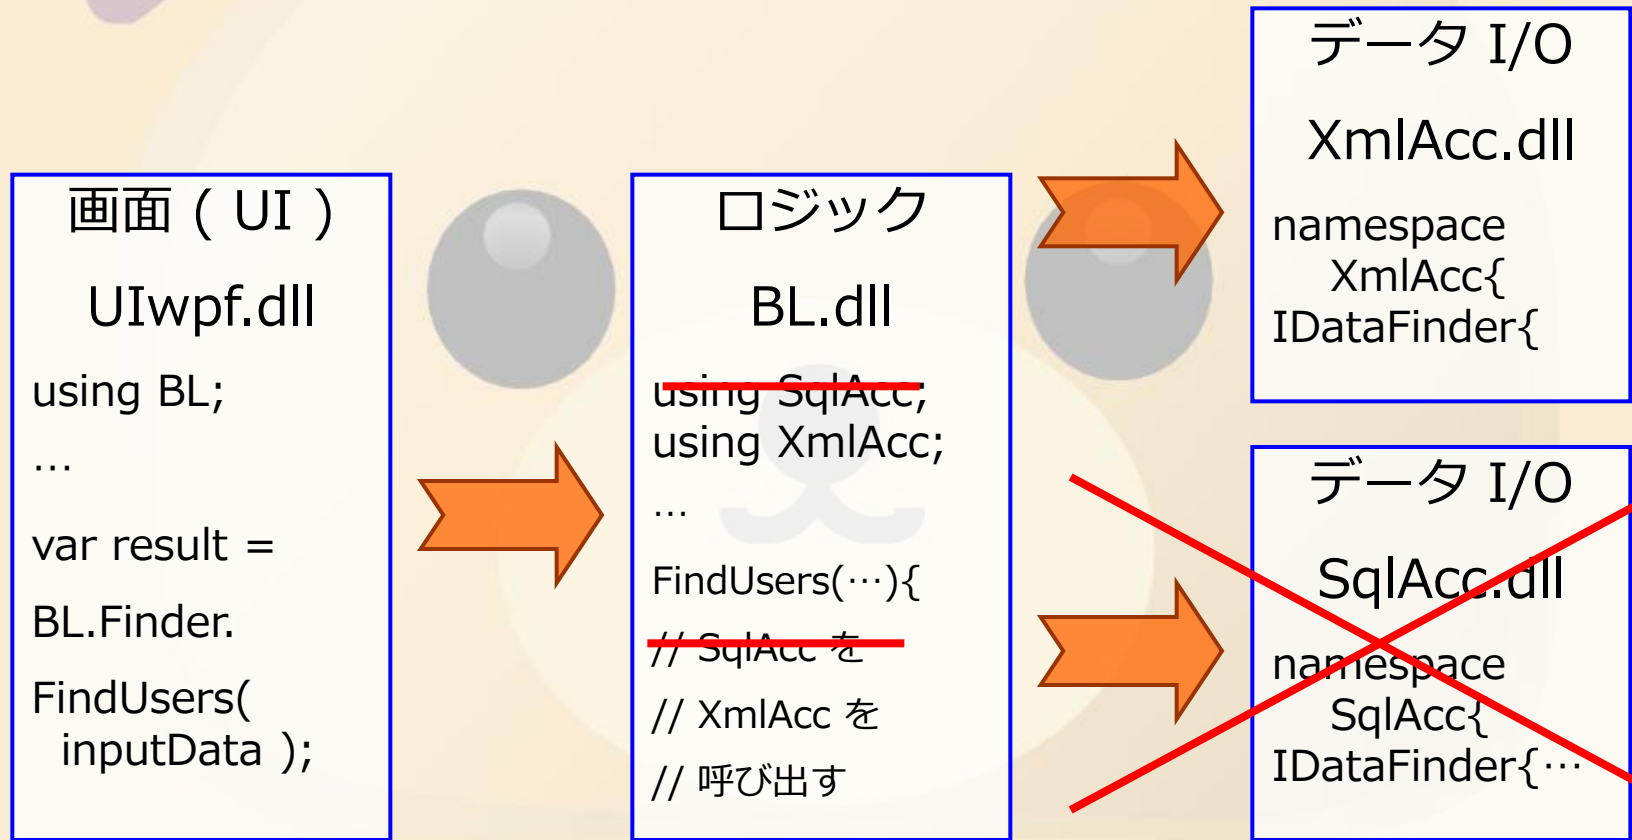 画面 ( UI )
UIwpf.dll
using BL;
…
var result =
BL.Finder.
FindUsers(
inputData );
ロジック
BL.dll
using SqlAcc;
using XmlAcc;
…
FindUsers(…){
// SqlAcc を
// XmlAcc を
// 呼び出す
データ I/O
XmlAcc.dll
namespace
XmlAcc{
IDataFinder{
データ I/O
SqlAcc.dll
namespace
SqlAcc{
IDataFinder{…